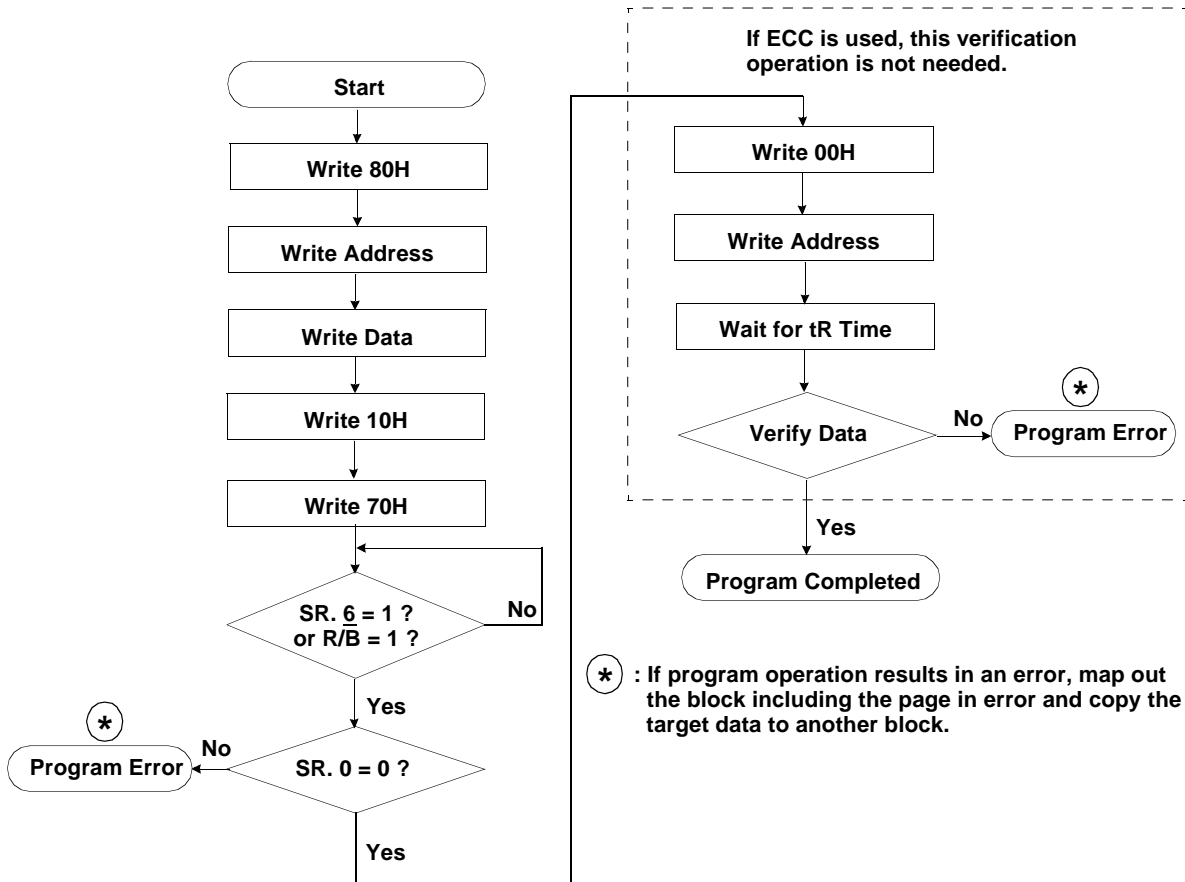 Start
Write 80H
Write Address
Write Data
Write 10H
Write 70H
SR. 6 = 1 ?
or R/B̅ = 1 ?
No
Yes
*
No
Program Error
SR. 0 = 0 ?
Yes
If ECC is used, this verification
operation is not needed.
Write 00H
Write Address
Wait for tR Time
*
Verify Data
No
Program Error
Yes
Program Completed
* : If program operation results in an error, map out
the block including the page in error and copy the
target data to another block.